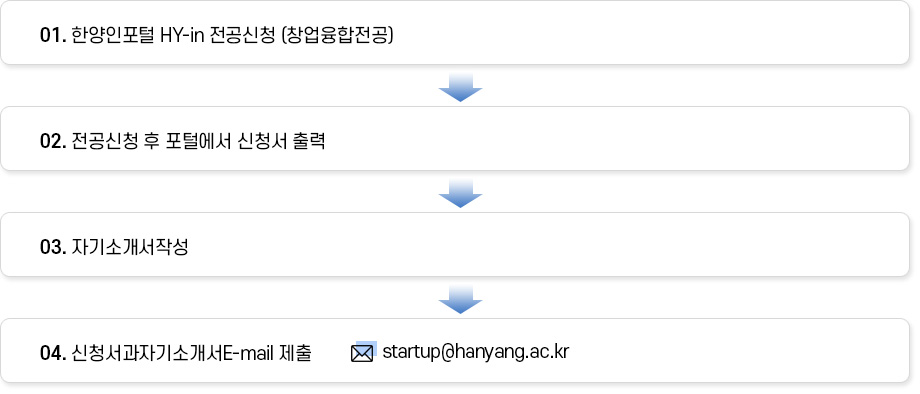 01. 한양인포털 HY-in 전공신청 (창업융합전공)
02. 전공신청 후 포털에서 신청서 출력
03. 자기소개서작성
04. 신청서과자기소개서E-mail 제출 startup@hanyang.ac.kr